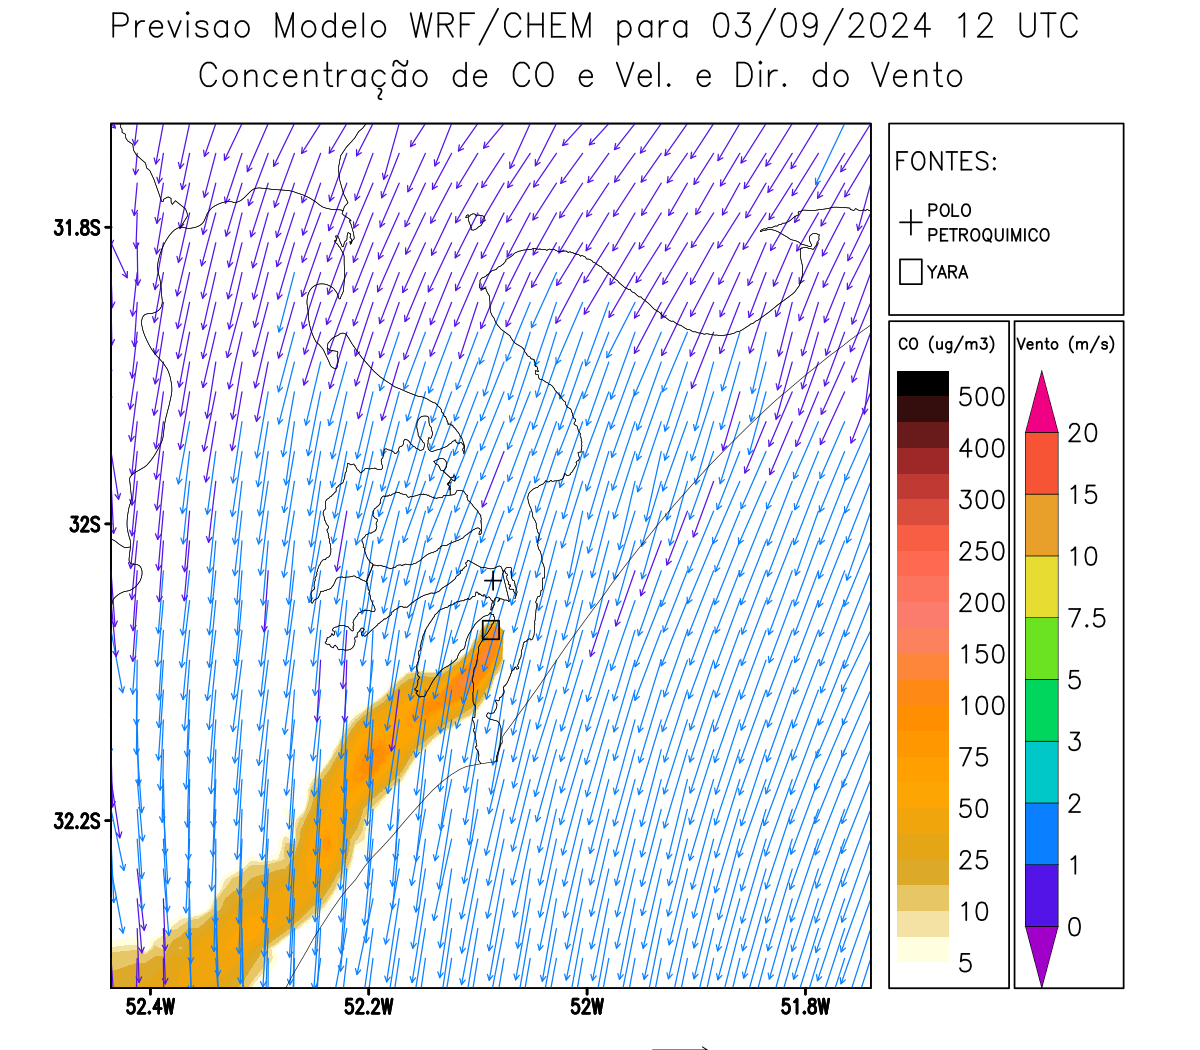 Previsao Modelo WRF/CHEM para 03/09/2024 12 UTC
Concentração de CO e Vel. e Dir. do Vento
FONTES:
POLO
PETROQUIMICO
YARA
CO (ug/m3)
500
400
300
250
200
150
100
75
50
25
10
5
Vento (m/s)
20
15
10
7.5
5
3
2
1
0
31.8S
32S
32.2S
52.4W
52.2W
52W
51.8W